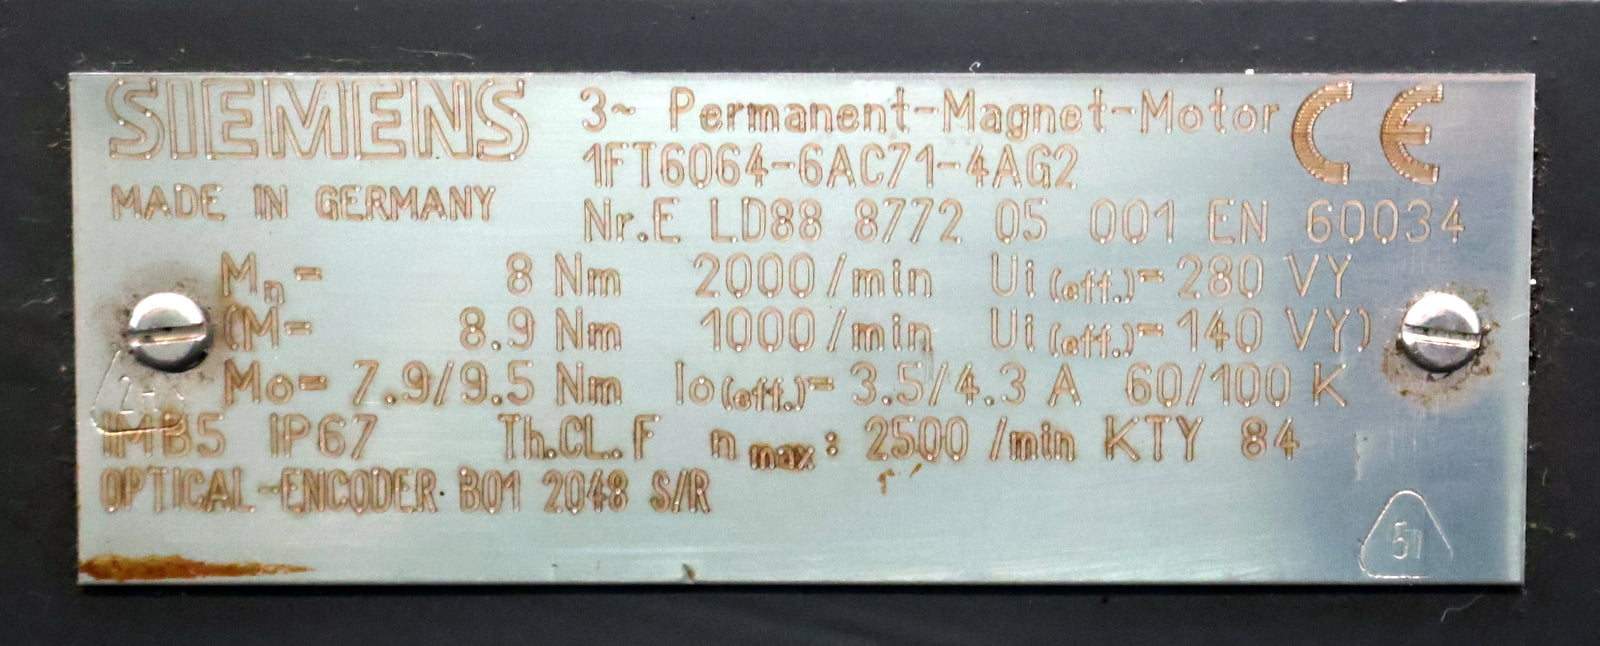 SIEMENS
3~ Permanent-Magnet-Motor CE
1FT6064-6AC71-4AG2
MADE IN GERMANY
Nr.E LD88 8772 05 001 EN 60034
Mn= 8 Nm 2000/min Ui(eff.)=280 VY
(M= 8.9 Nm 1000/min Ui(eff.)=140 VY)
Mo= 7.9/9.5 Nm Io(eff.)= 3.5/4.3 A 60/100 K
IMB5 IP67 Th.CL.F n max: 2500 /min KTY 84
OPTICAL-ENCODER B01 2048 S/R